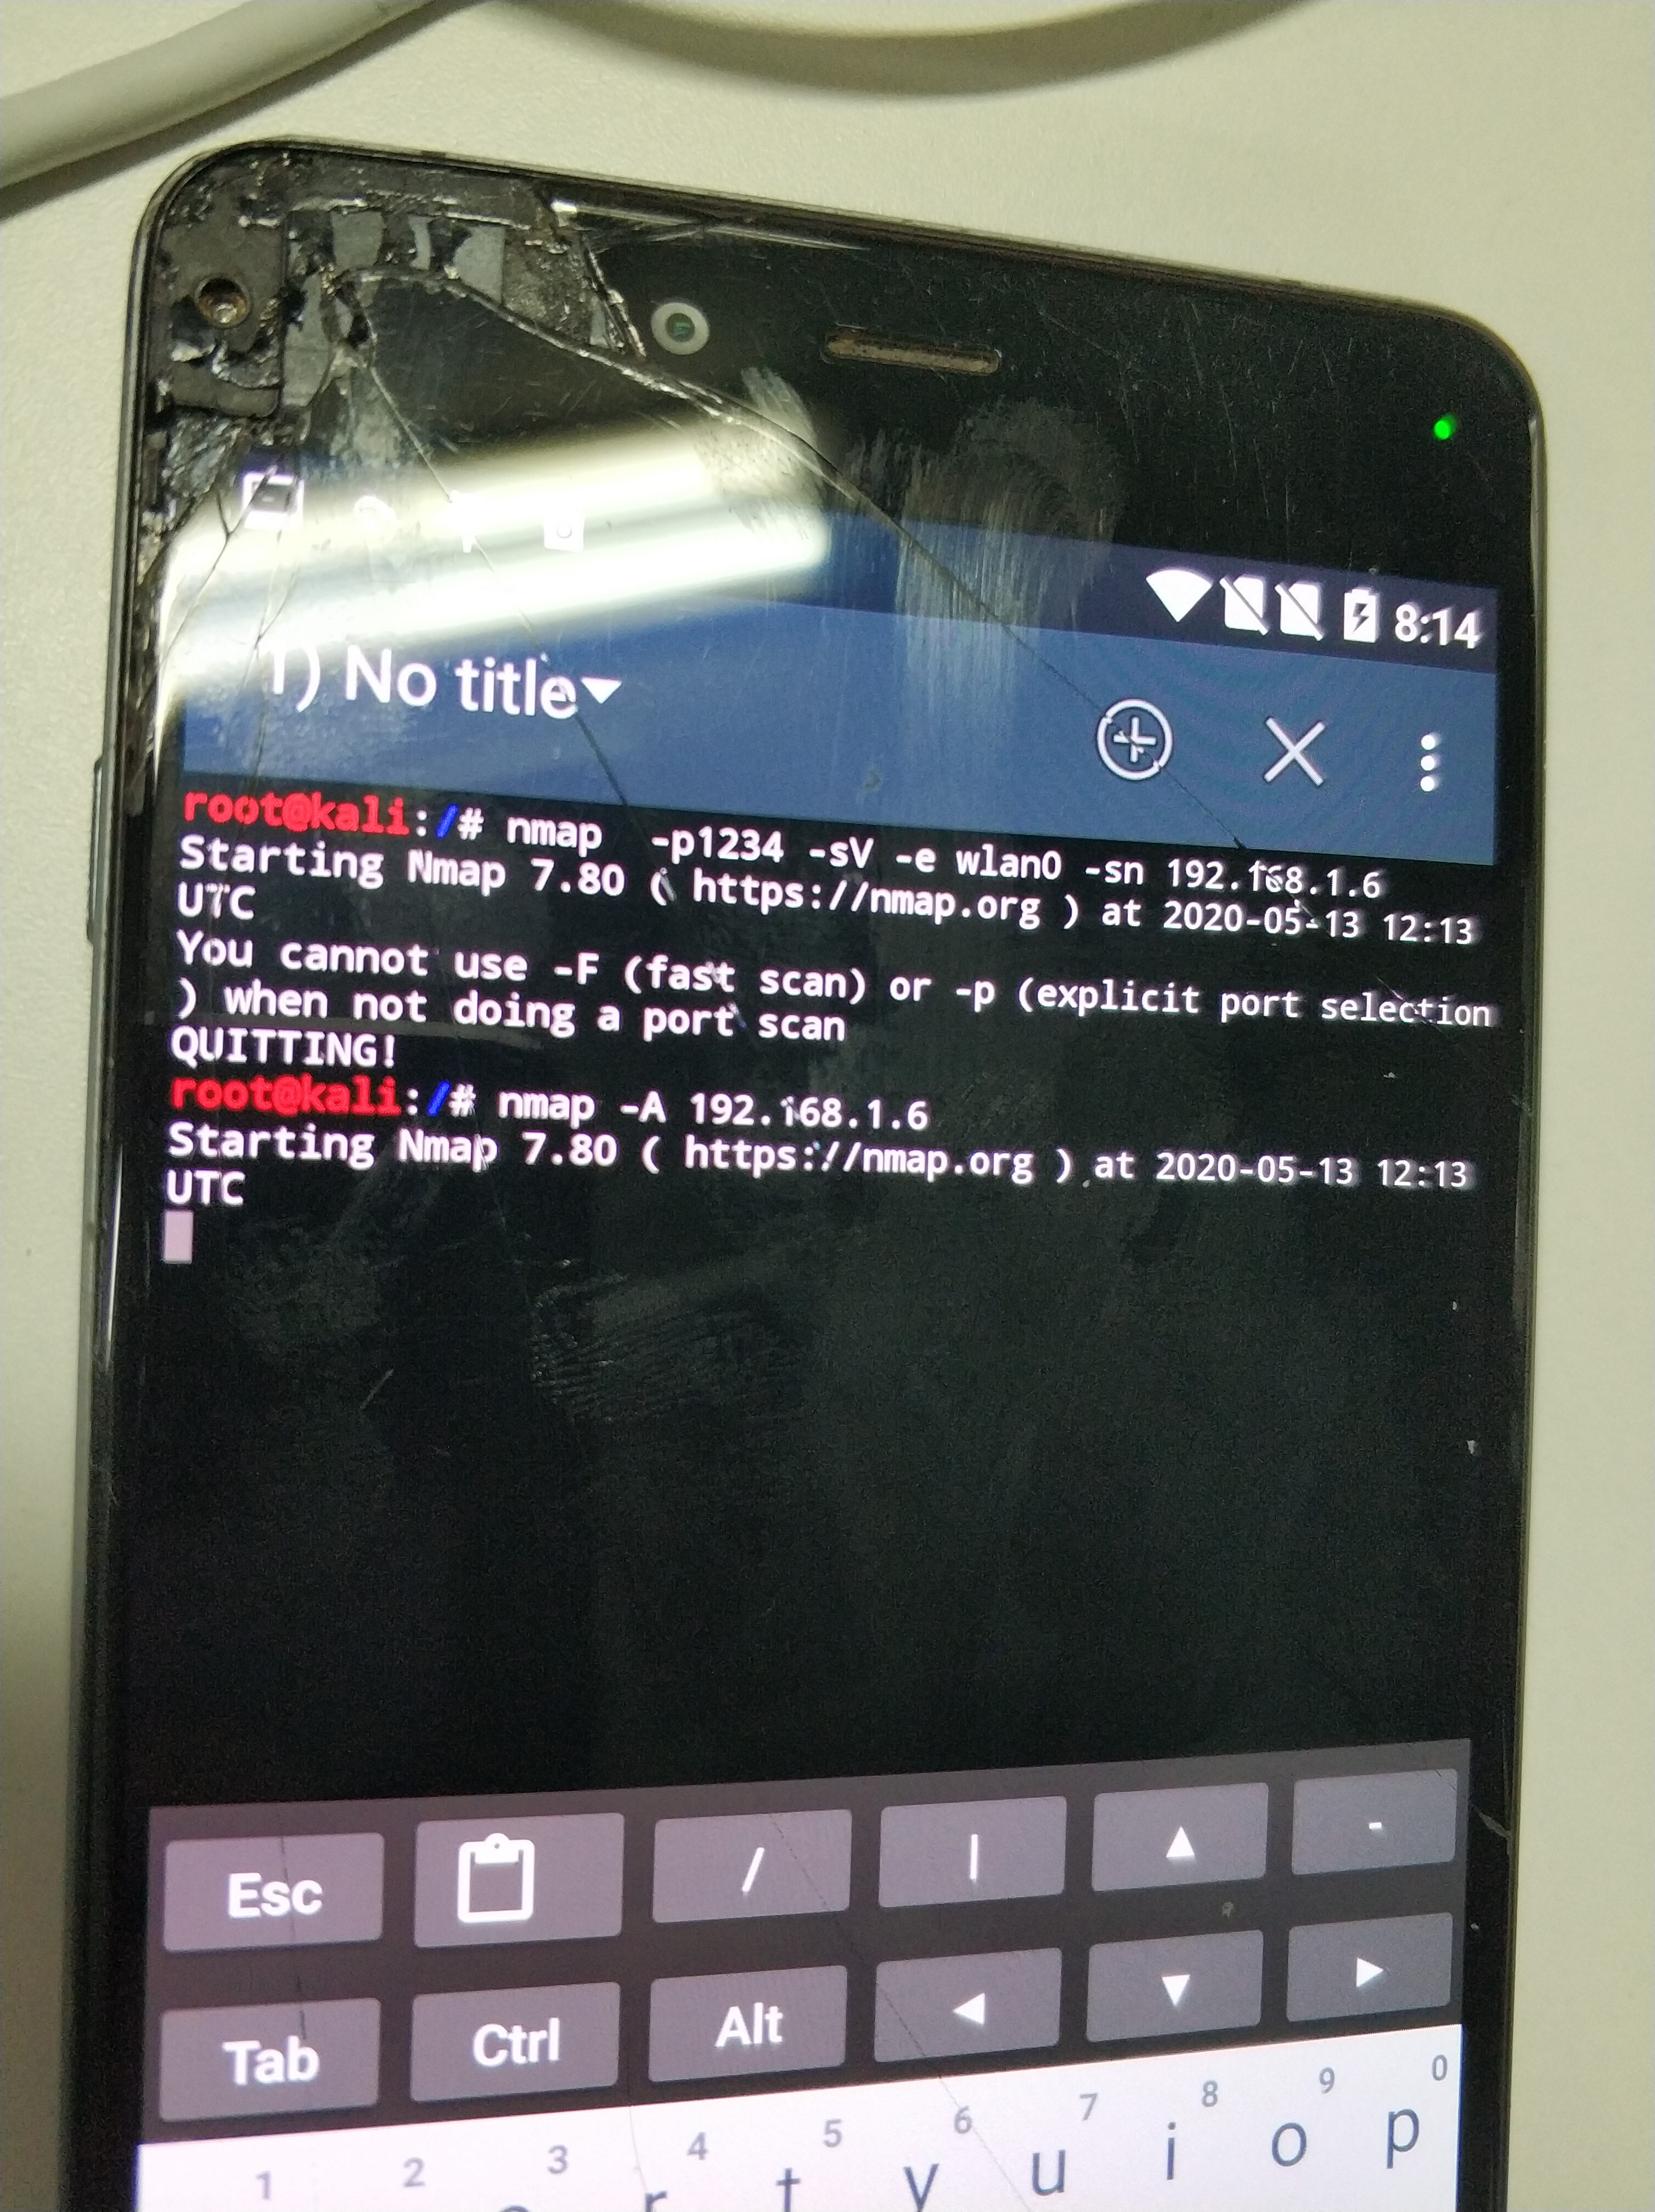 8:14
1) No title
root@kali:/# nmap  -p1234 -sV -e wlan0 -sn 192.168.1.6
Starting Nmap 7.80 ( https://nmap.org ) at 2020-05-13 12:13
UTC
You cannot use -F (fast scan) or -p (explicit port selection
) when not doing a port scan
QUITTING!
root@kali:/# nmap -A 192.168.1.6
Starting Nmap 7.80 ( https://nmap.org ) at 2020-05-13 12:13
UTC
Esc / | -
Tab Ctrl Alt
1 2 3 4 5 6 7 8 9 0
r t y u i o p